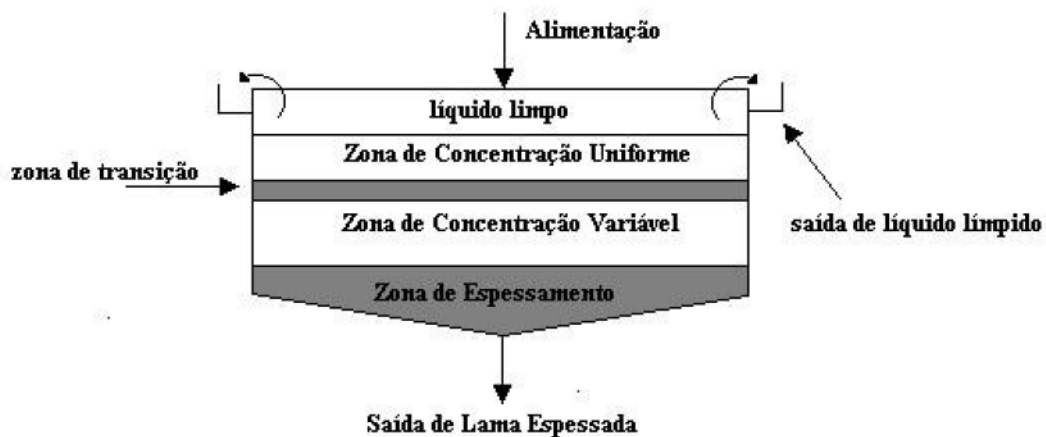 Alimentação
líquido limpo
Zona de Concentração Uniforme
zona de transição
Zona de Concentração Variável
saída de líquido límpido
Zona de Espessamento
Saída de Lama Espessada